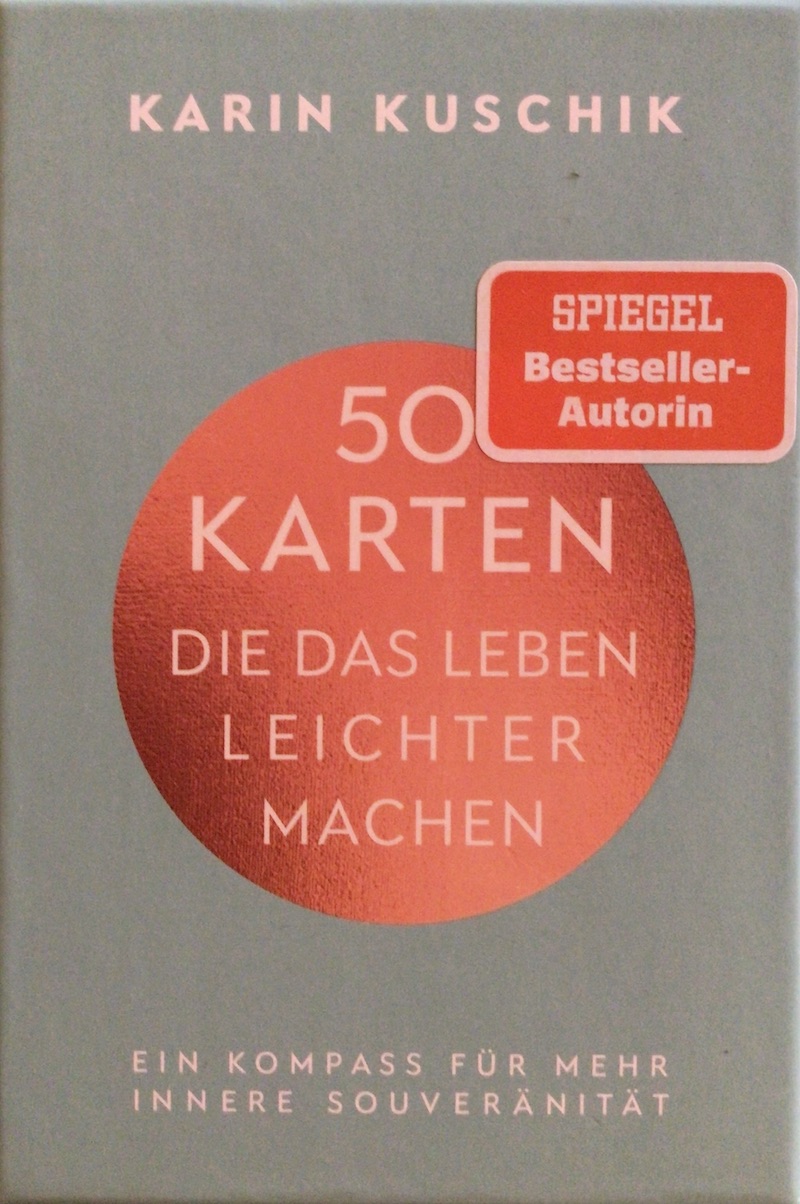 KARIN KUSCHIK
SPIEGEL
Bestseller-
Autorin
50
KARTEN
DIE DAS LEBEN
LEICHTER
MACHEN
EIN KOMPASS FÜR MEHR
INNERE SOUVERÄNITÄT